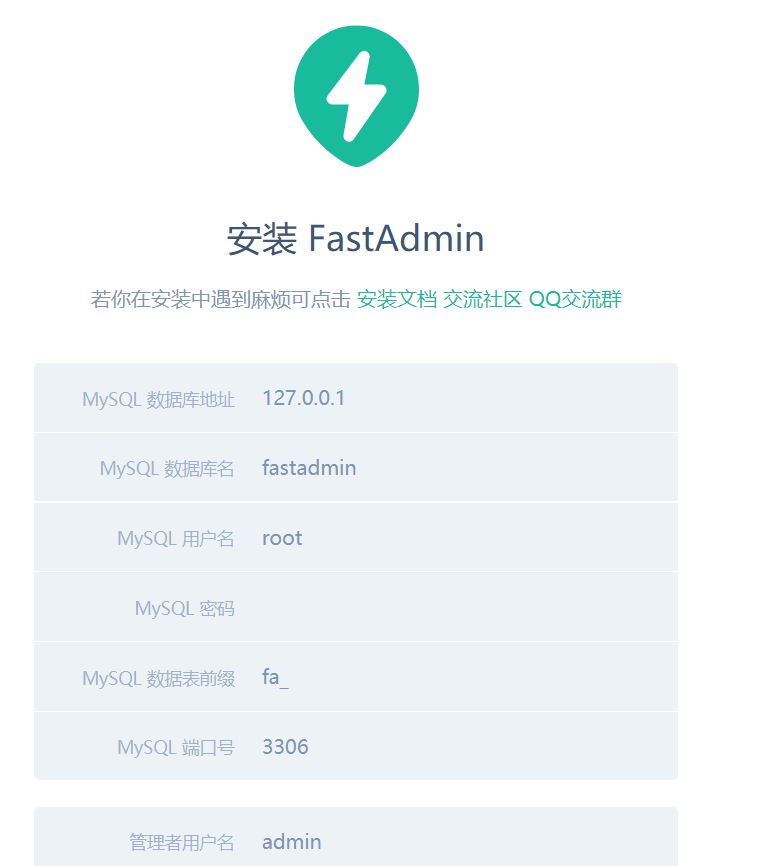 安装 FastAdmin
若你在安装中遇到麻烦可点击 安装文档 交流社区 QQ交流群
MySQL 数据库地址 127.0.0.1
MySQL 数据库名 fastadmin
MySQL 用户名 root
MySQL 密码
MySQL 数据表前缀 fa_
MySQL 端口号 3306
管理者用户名 admin